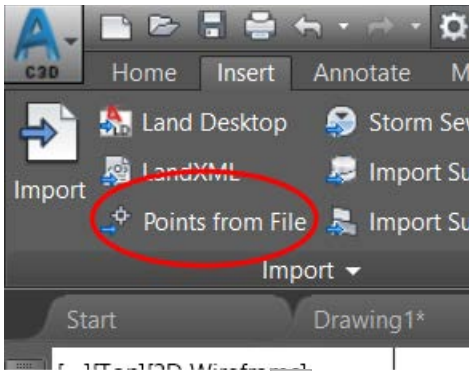 A
C3D
Home Insert Annotate M
Import
Land Desktop
Storm Sew
LandXML
Import Su
Points from File
Import Su
Import
Start Drawing1*